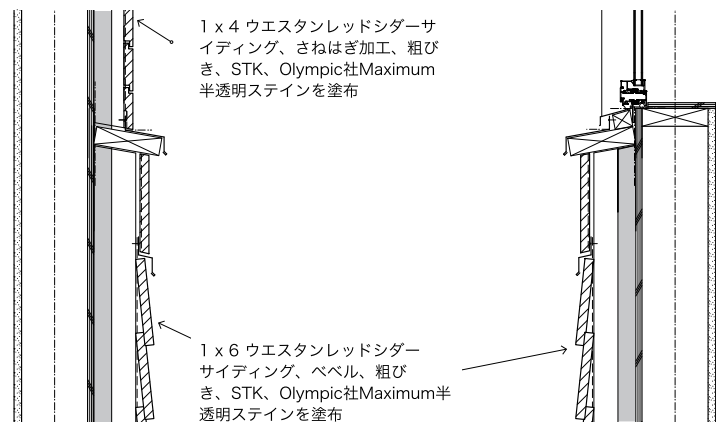 1 x 4 ウエスタンレッドシダーサ
イディング、さねはぎ加工、粗び
き、STK、Olympic社Maximum
半透明ステインを塗布
1 x 6 ウエスタンレッドシダー
サイディング、ベベル、粗び
き、STK、Olympic社Maximum半
透明ステインを塗布